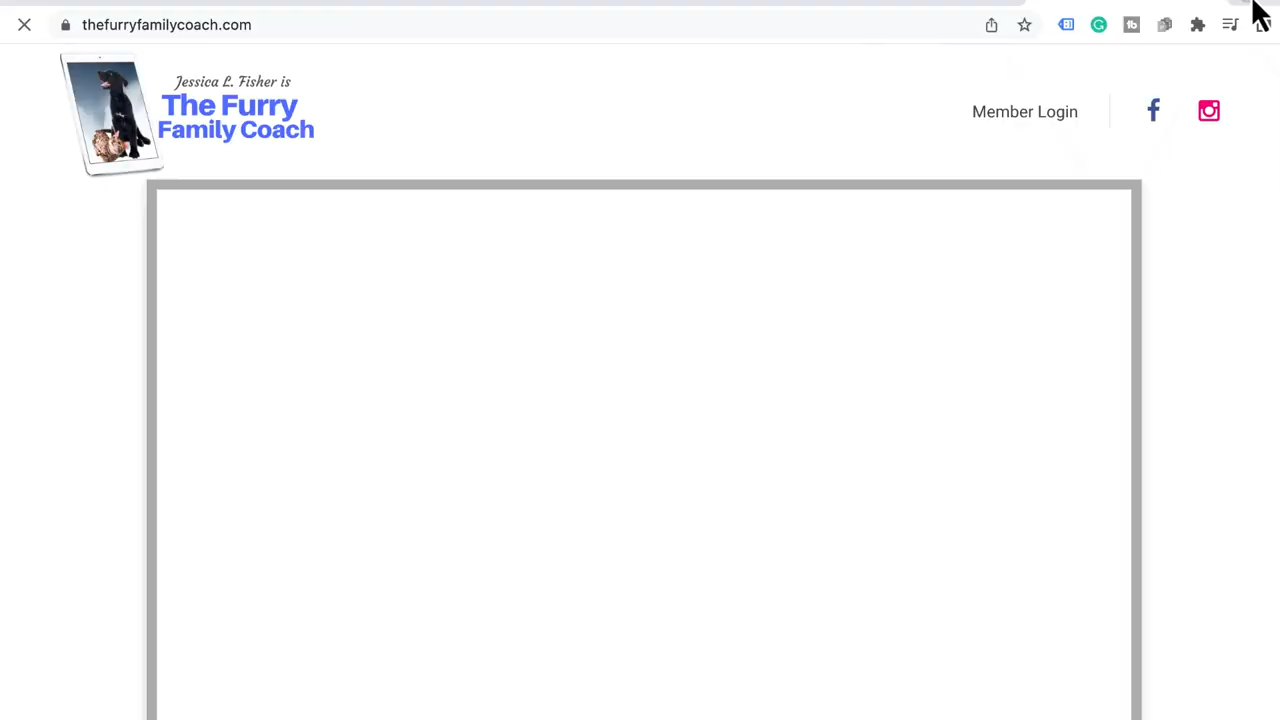 thefurryfamilycoach.com
Jessica L. Fisher is
The Furry
Family Coach
Member Login